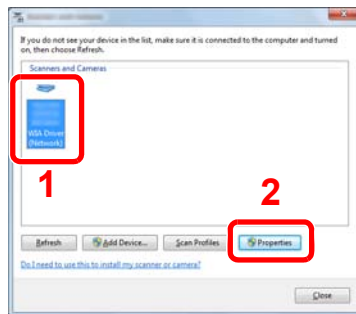 If you do not see your device in the list, make sure it is connected to the computer and turned
on, then choose Refresh.
Scanners and Cameras
WIA Driver
(Network)
1
2
Refresh
Add Device...
Scan Profiles
Properties
Do I need to use this to install my scanner or camera?
Close